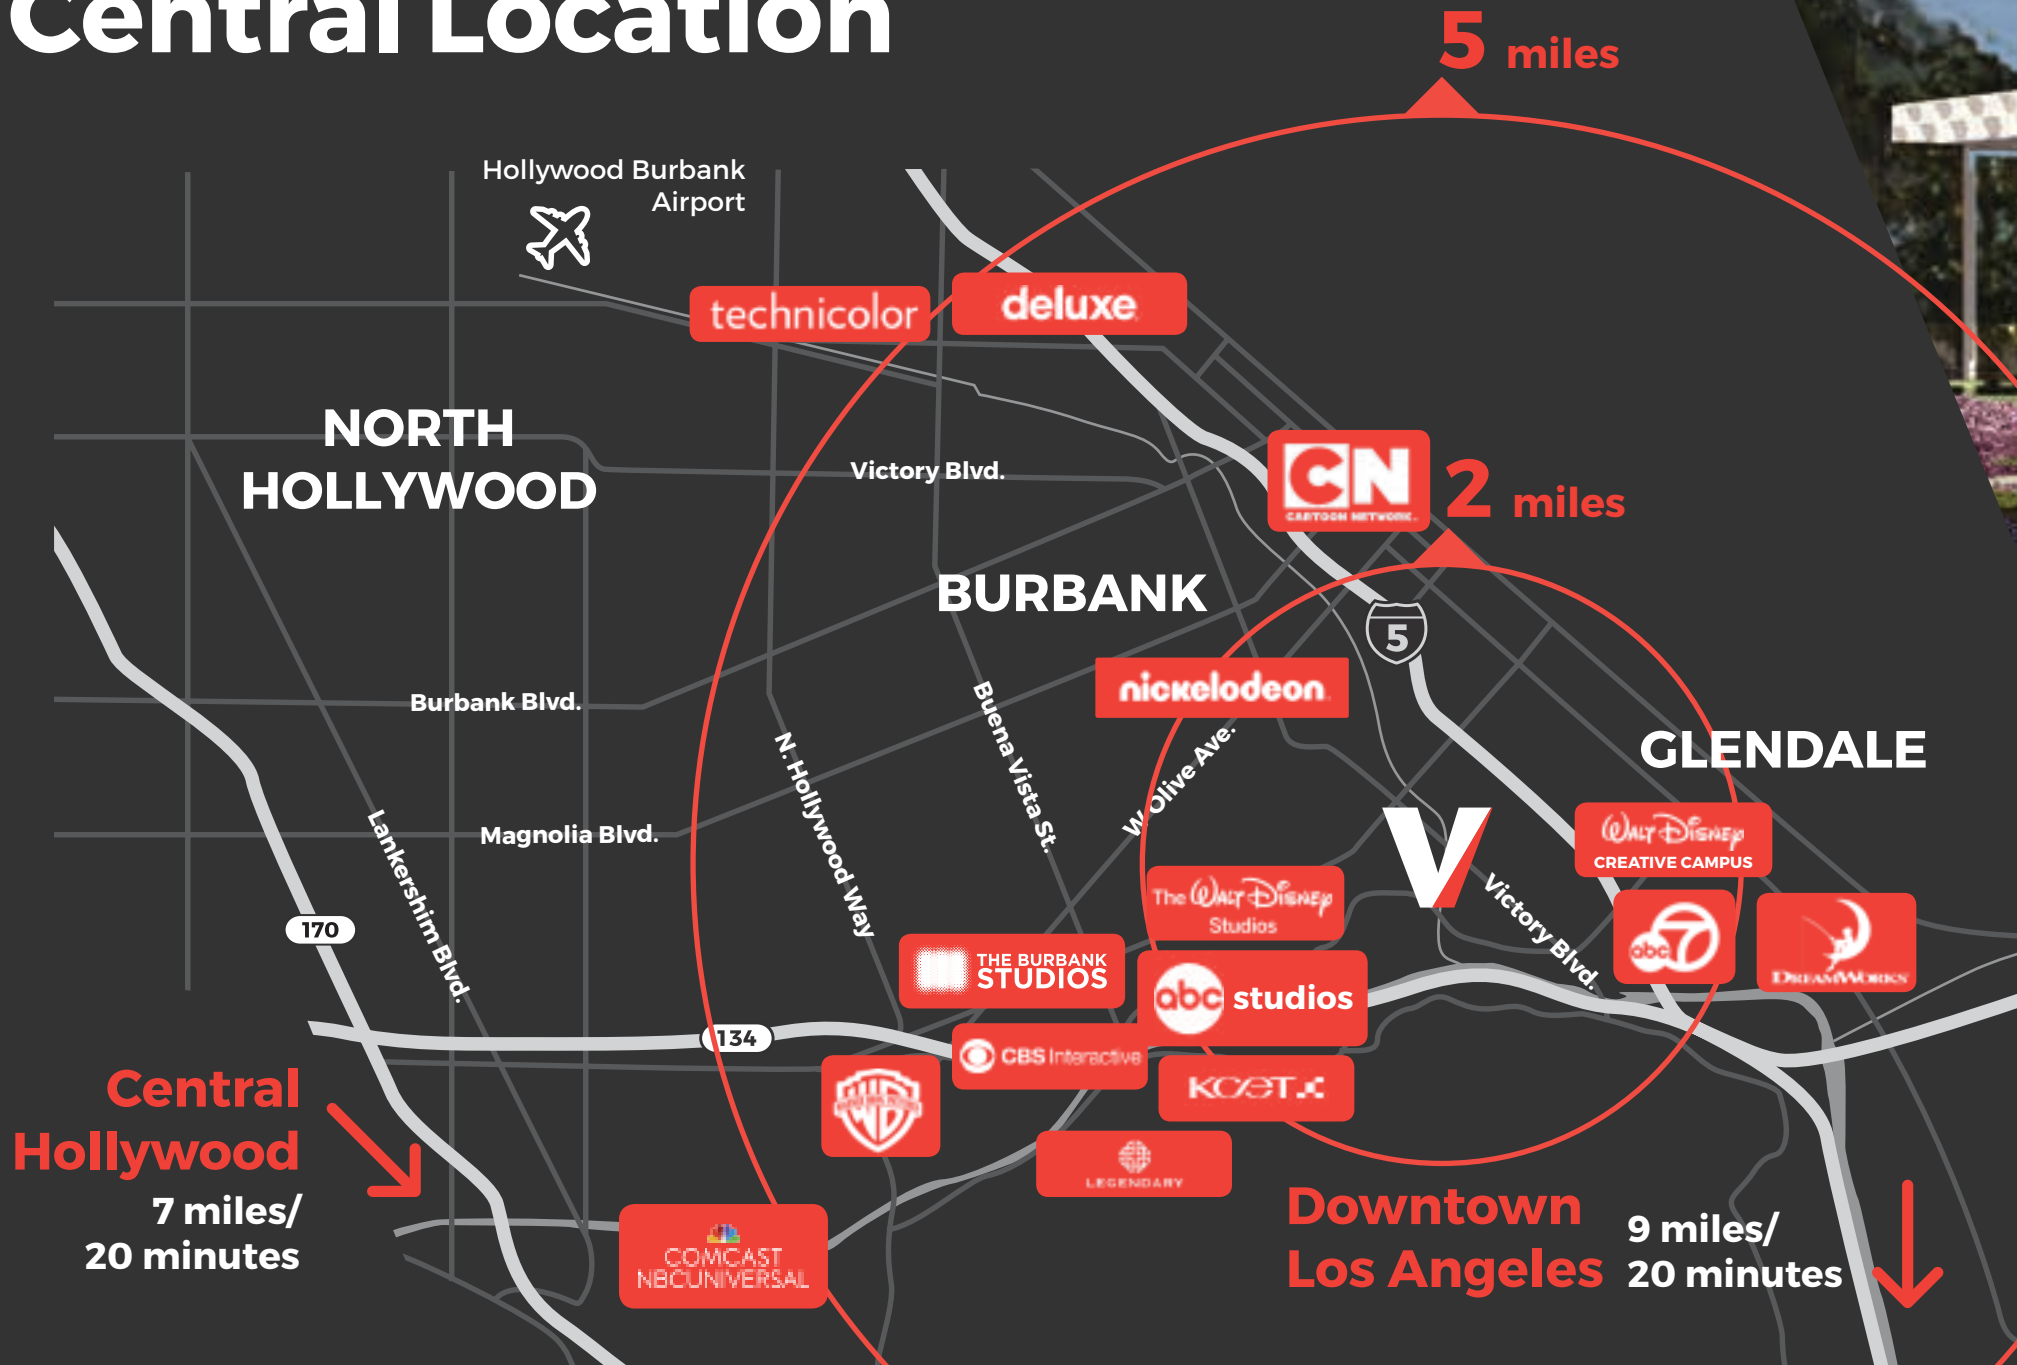 Central Location
5 miles
Hollywood Burbank
Airport
technicolor
deluxe
NORTH
HOLLYWOOD
Victory Blvd.
CN
CARTOON NETWORK
2 miles
BURBANK
5
nickelodeon
Burbank Blvd.
Buena Vista St.
W Olive Ave.
GLENDALE
N. Hollywood Way
Magnolia Blvd.
Lankershim Blvd.
V
WALT DISNEY
CREATIVE CAMPUS
The WALT DISNEY
Studios
Victory Blvd.
170
abc 7
DREAMWORKS
THE BURBANK
STUDIOS
abc studios
134
CBS Interactive
KCET
WB
LEGENDARY
Central
Hollywood
7 miles/
20 minutes
COMCAST
NBCUNIVERSAL
Downtown
Los Angeles
9 miles/
20 minutes